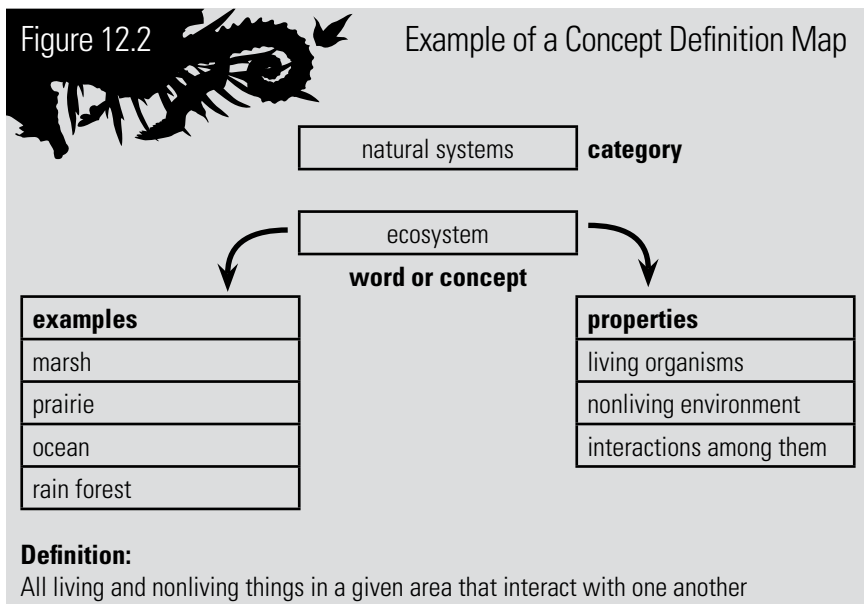 Figure 12.2
Example of a Concept Definition Map
natural systems
category
ecosystem
word or concept
examples
marsh
prairie
ocean
rain forest
properties
living organisms
nonliving environment
interactions among them
Definition:
All living and nonliving things in a given area that interact with one another